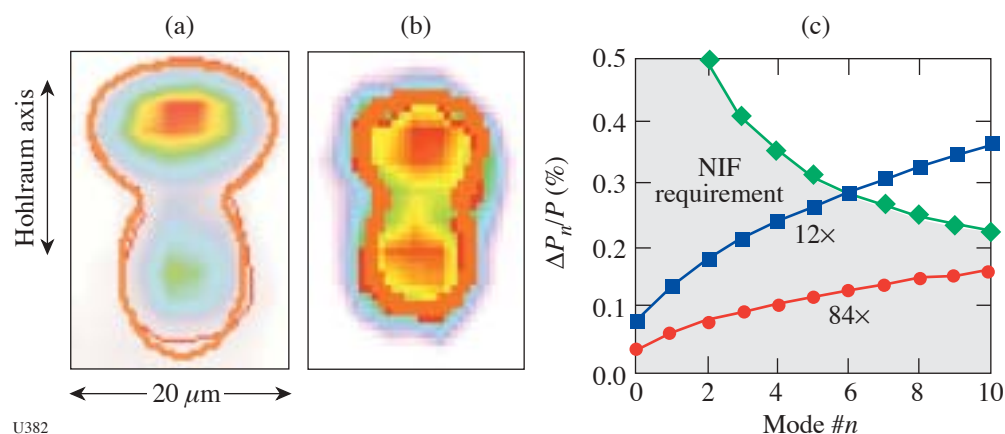 (a)
(b)
(c)
Hohlraum axis
20 μm
U382
ΔPn/P (%)
0.5
0.4
0.3
0.2
0.1
0.0
NIF
requirement
12×
84×
0
2
4
6
8
10
Mode #n